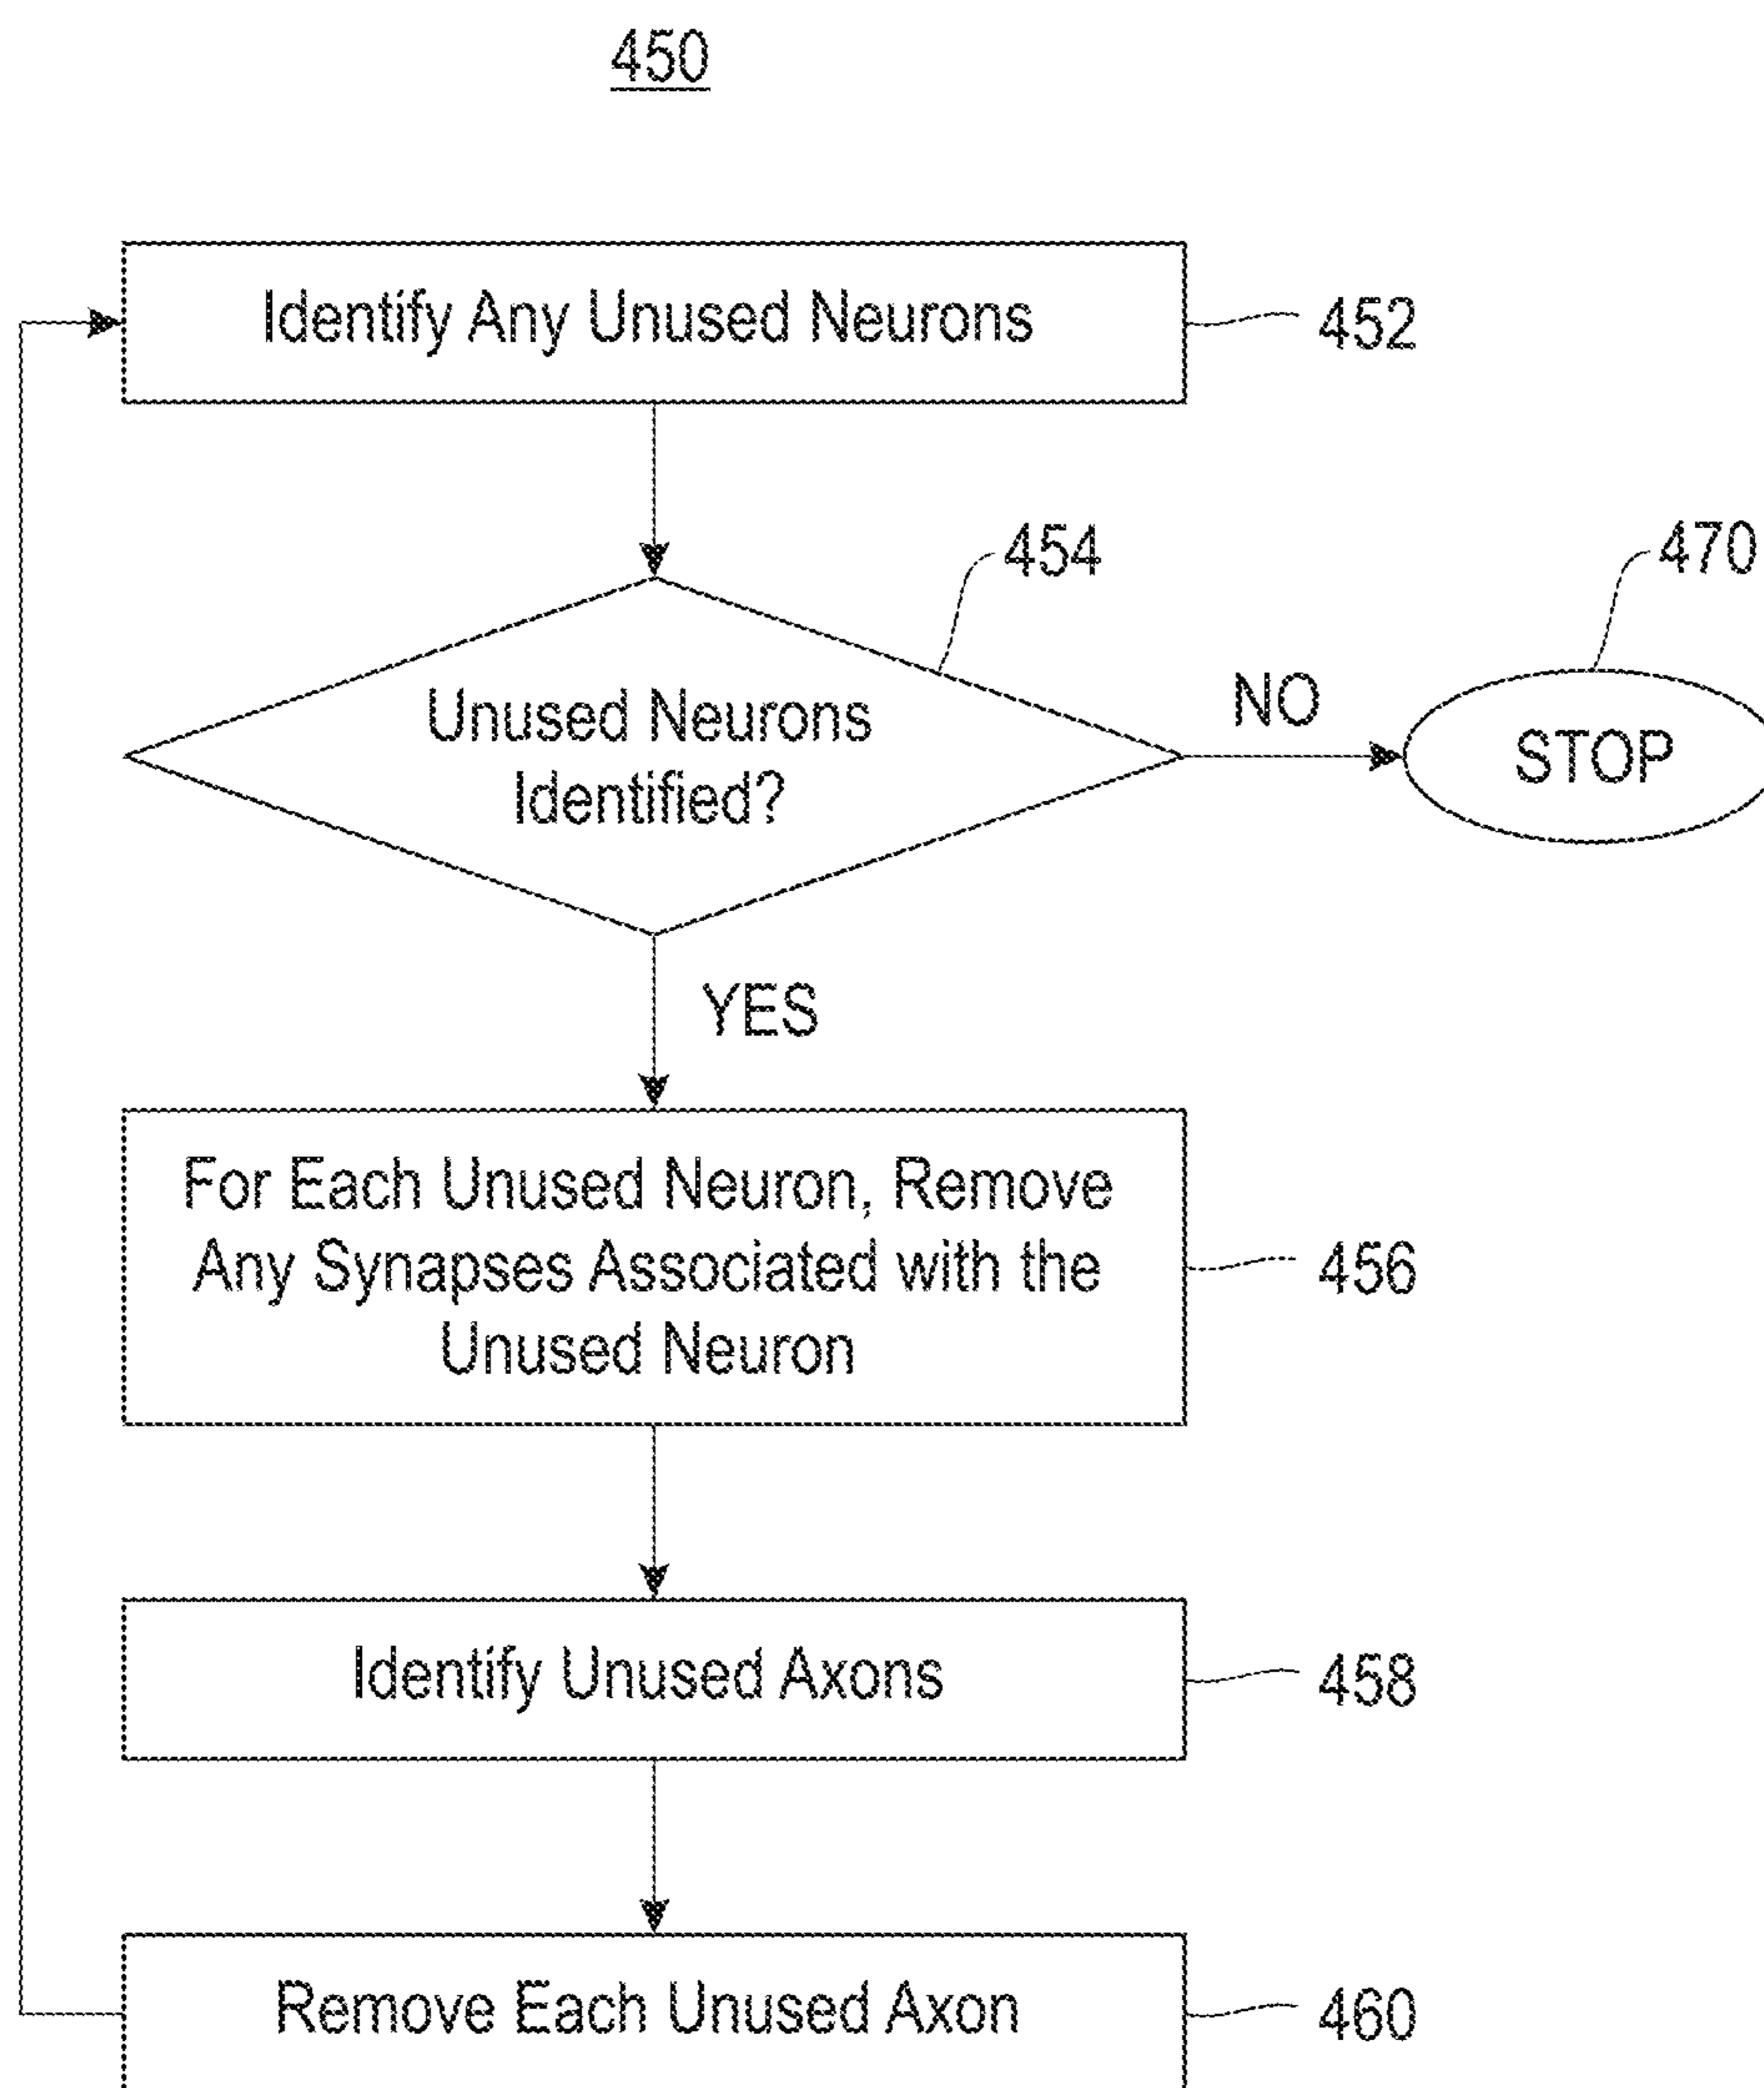 450
Identify Any Unused Neurons
452
454
470
Unused Neurons
Identified?
NO
STOP
YES
For Each Unused Neuron, Remove
Any Synapses Associated with the
Unused Neuron
456
Identify Unused Axons
458
Remove Each Unused Axon
460